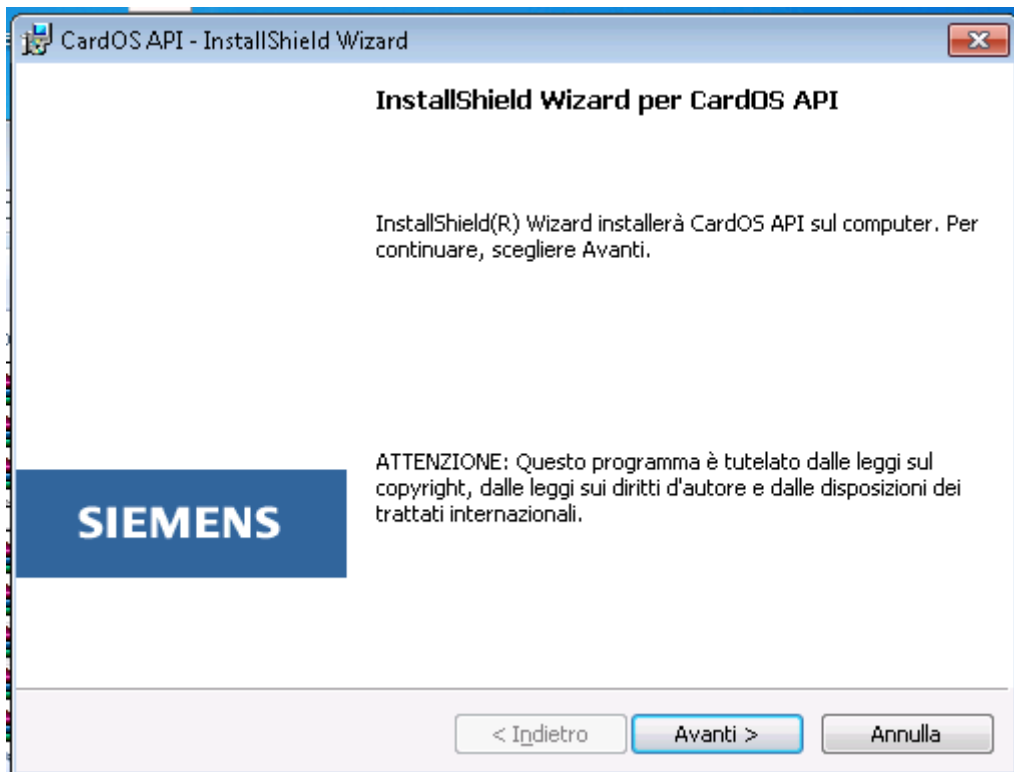 CardOS API - InstallShield Wizard
InstallShield Wizard per CardOS API
InstallShield(R) Wizard installerà CardOS API sul computer. Per
continuare, scegliere Avanti.
ATTENZIONE: Questo programma è tutelato dalle leggi sul
copyright, dalle leggi sui diritti d'autore e dalle disposizioni dei
trattati internazionali.
SIEMENS
< Indietro
Avanti >
Annulla